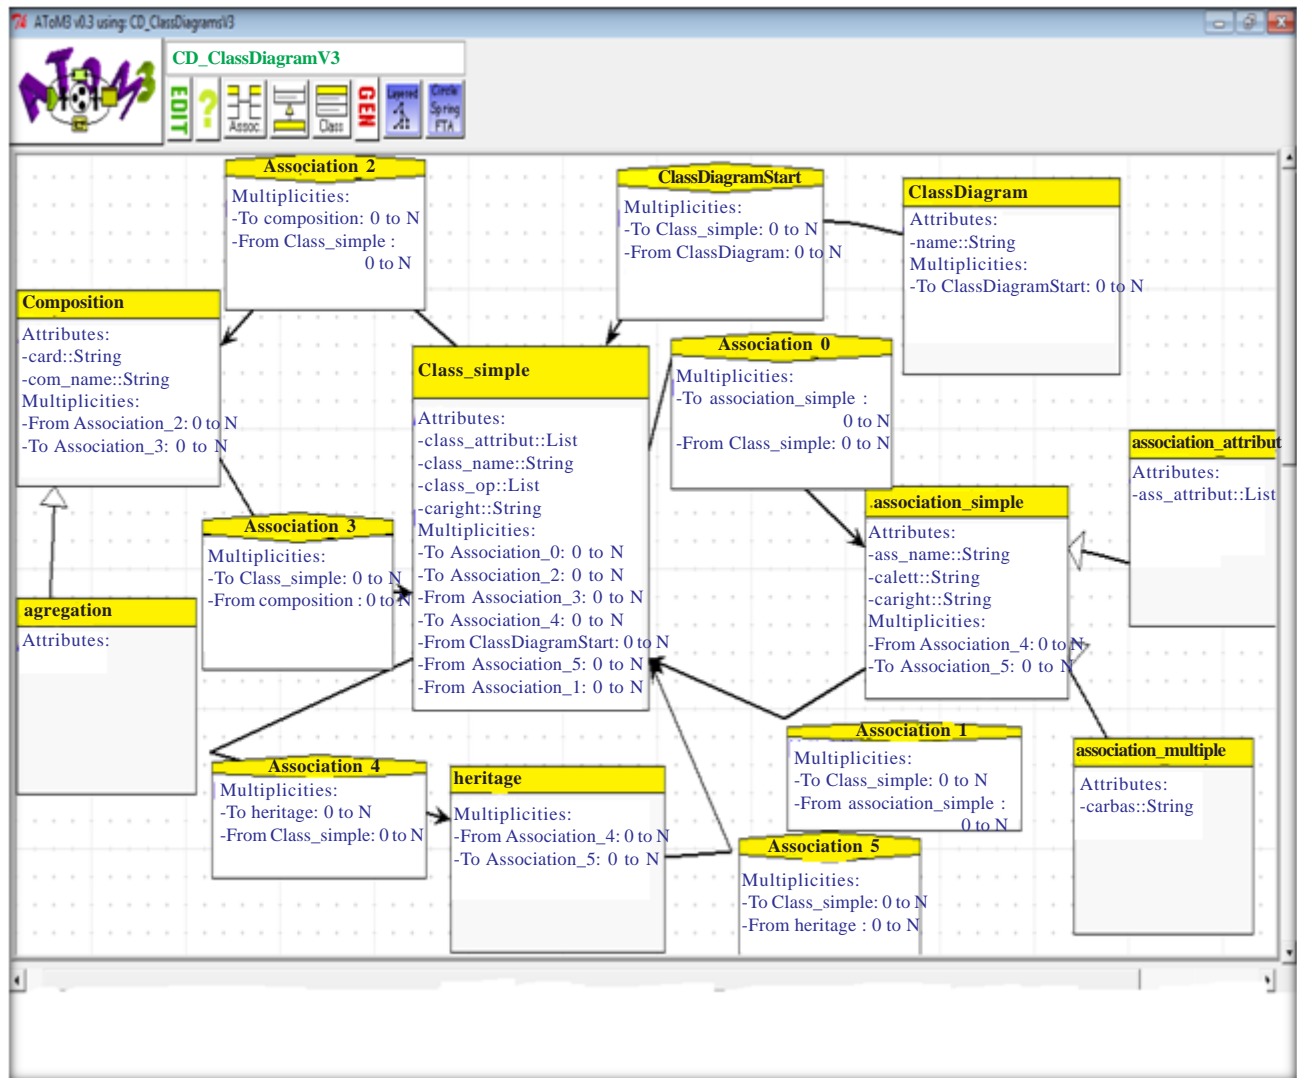 AToM3 v0.3 using: CD_ClassDiagramsV3
AToM3
CD_ClassDiagramV3
EDIT
?
Assoc.
Class
GEN
Layered
Circle
Spring
FTA
Association 2
Multiplicities:
-To composition: 0 to N
-From Class_simple :
0 to N
ClassDiagramStart
Multiplicities:
-To Class_simple: 0 to N
-From ClassDiagram: 0 to N
ClassDiagram
Attributes:
-name::String
Multiplicities:
-To ClassDiagramStart: 0 to N
Composition
Attributes:
-card::String
-com_name::String
Multiplicities:
-From Association_2: 0 to N
-To Association_3: 0 to N
Class_simple
Attributes:
-class_attribut::List
-class_name::String
-class_op::List
-caright::String
Multiplicities:
-To Association_0: 0 to N
-To Association_2: 0 to N
-From Association_3: 0 to N
-To Association_4: 0 to N
-From ClassDiagramStart: 0 to N
-From Association_5: 0 to N
-From Association_1: 0 to N
Association 0
Multiplicities:
-To association_simple :
0 to N
-From Class_simple: 0 to N
association_attribut
Attributes:
-ass_attribut::List
association_simple
Attributes:
-ass_name::String
-calett::String
-caright::String
Multiplicities:
-From Association_4: 0 to N
-To Association_5: 0 to N
Association 3
Multiplicities:
-To Class_simple: 0 to N
-From composition : 0 to N
agregation
Attributes:
Association 4
Multiplicities:
-To heritage: 0 to N
-From Class_simple: 0 to N
heritage
Multiplicities:
-From Association_4: 0 to N
-To Association_5: 0 to N
Association 1
Multiplicities:
-To Class_simple: 0 to N
-From association_simple :
0 to N
Association 5
Multiplicities:
-To Class_simple: 0 to N
-From heritage : 0 to N
association_multiple
Attributes:
-carbas::String